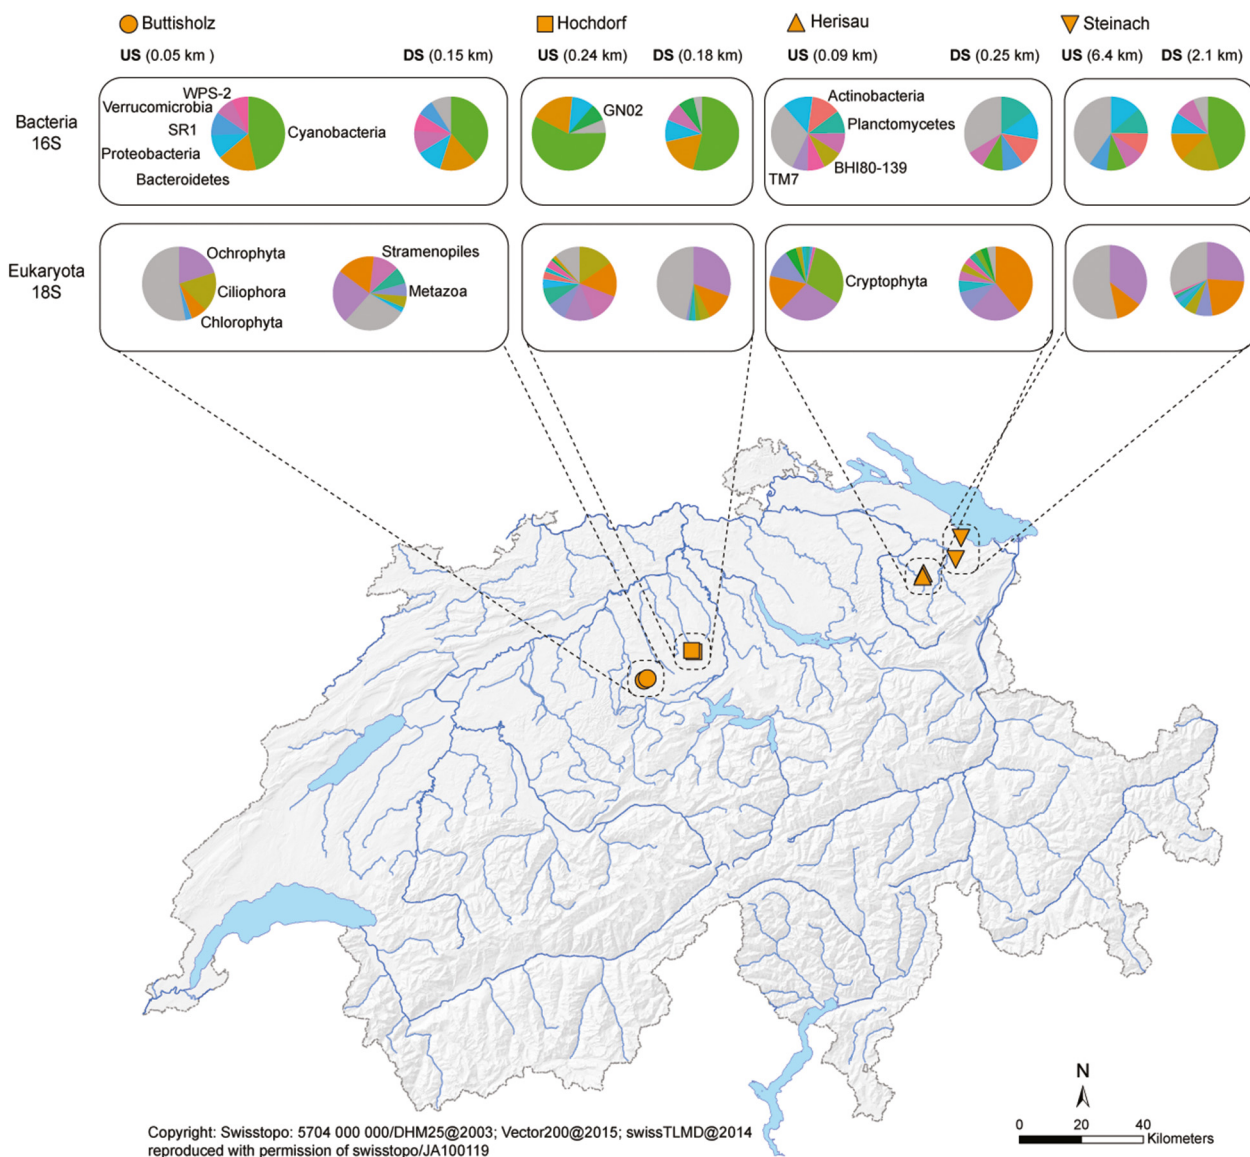 Buttisholz
Hochdorf
Herisau
Steinach
US (0.05 km )
DS (0.15 km)
US (0.24 km)
DS (0.18 km)
US (0.09 km)
DS (0.25 km)
US (6.4 km)
DS (2.1 km)
Bacteria
16S
WPS-2
Verrucomicrobia
SR1
Proteobacteria
Bacteroidetes
Cyanobacteria
GN02
Actinobacteria
Planctomycetes
BHI80-139
TM7
Eukaryota
18S
Ochrophyta
Ciliophora
Chlorophyta
Stramenopiles
Metazoa
Cryptophyta
N
0 20 40
Kilometers
Copyright: Swisstopo: 5704 000 000/DHM25@2003; Vector200@2015; swissTLMD@2014
reproduced with permission of swisstopo/JA100119